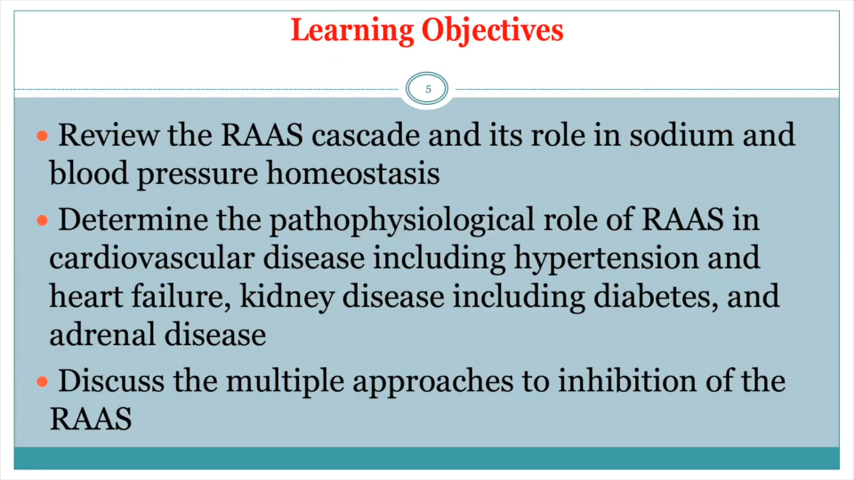 Learning Objectives
5
• Review the RAAS cascade and its role in sodium and
blood pressure homeostasis
• Determine the pathophysiological role of RAAS in
cardiovascular disease including hypertension and
heart failure, kidney disease including diabetes, and
adrenal disease
• Discuss the multiple approaches to inhibition of the
RAAS